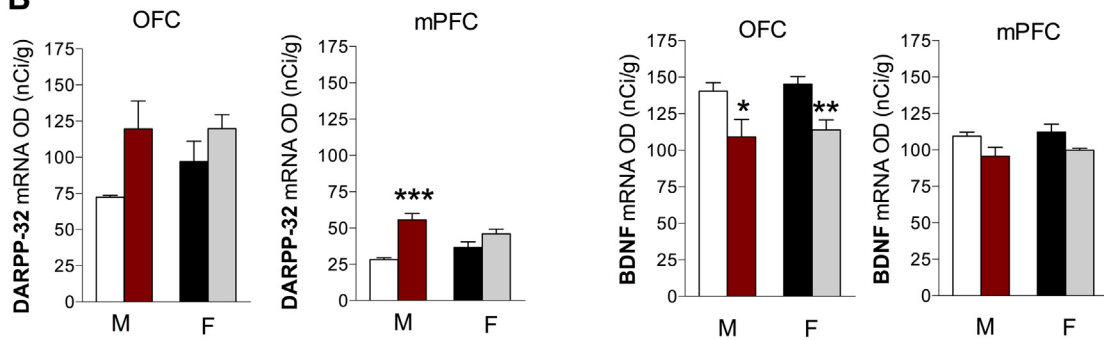 B
OFC
DARPP-32 mRNA OD (nCi/g)
175
150
125
100
75
50
25
0
M
F
mPFC
DARPP-32 mRNA OD (nCi/g)
175
150
125
100
75
50
25
0
***
M
F
OFC
BDNF mRNA OD (nCi/g)
175
150
125
100
75
50
25
0
*
**
M
F
mPFC
BDNF mRNA OD (nCi/g)
175
150
125
100
75
50
25
0
M
F